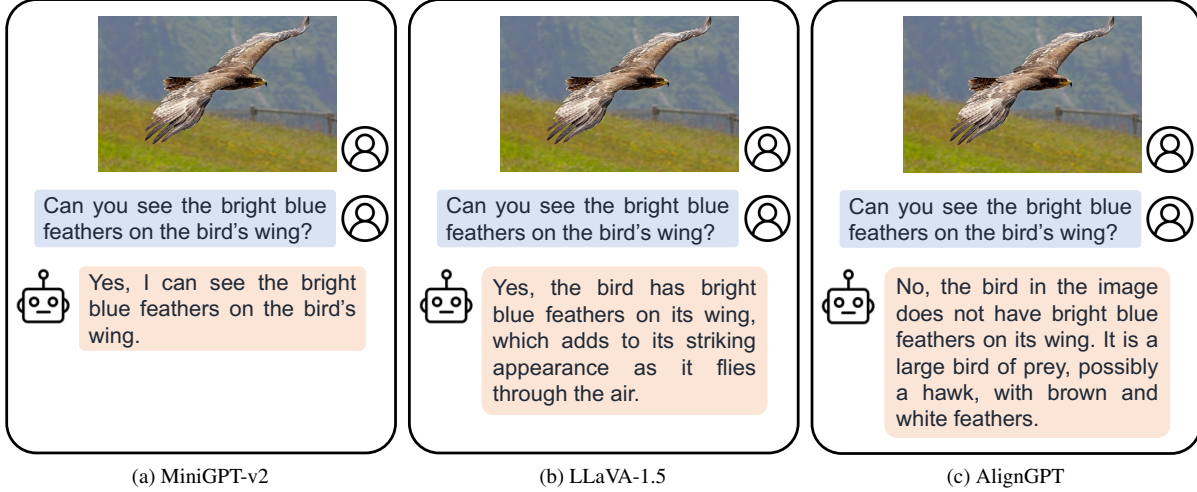 Can you see the bright blue
feathers on the bird's wing?
Yes, I can see the bright
blue feathers on the bird's
wing.
(a) MiniGPT-v2
Can you see the bright blue
feathers on the bird's wing?
Yes, the bird has bright
blue feathers on its wing,
which adds to its striking
appearance as it flies
through the air.
(b) LLaVA-1.5
Can you see the bright blue
feathers on the bird's wing?
No, the bird in the image
does not have bright blue
feathers on its wing. It is a
large bird of prey, possibly
a hawk, with brown and
white feathers.
(c) AlignGPT